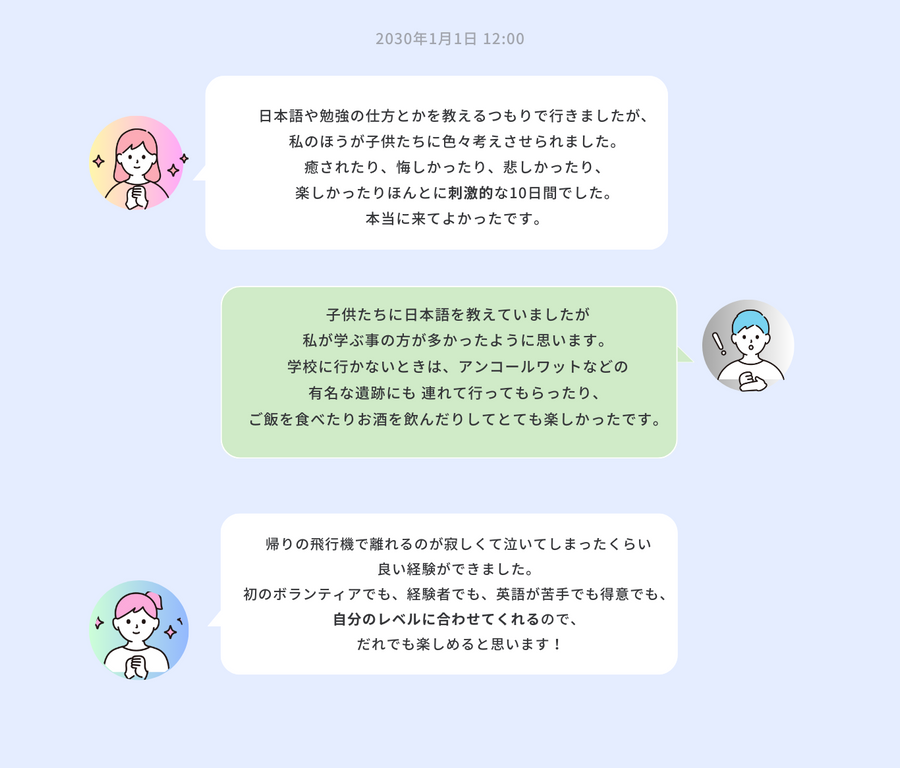 2030年1月1日 12:00
日本語や勉強の仕方とかを教えるつもりで行きましたが、
私のほうが子供たちに色々考えさせられました。
癒されたり、悔しかったり、悲しかったり、
楽しかったりほんとに刺激的な10日間でした。
本当に来てよかったです。
子供たちに日本語を教えていましたが
私が学ぶ事の方が多かったように思います。
学校に行かないときは、アンコールワットなどの
有名な遺跡にも 連れて行ってもらったり、
ご飯を食べたりお酒を飲んだりしてとても楽しかったです。
帰りの飛行機で離れるのが寂しくて泣いてしまったくらい
良い経験ができました。
初のボランティアでも、経験者でも、英語が苦手でも得意でも、
自分のレベルに合わせてくれるので、
だれでも楽しめると思います！